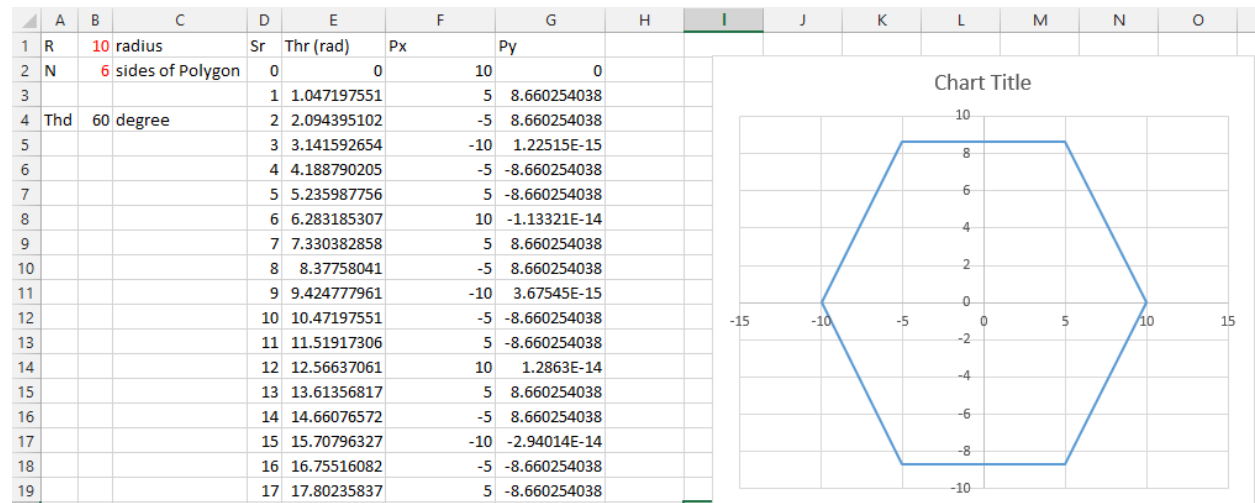 A B C D E F G H I J K L M N O
1 R 10 radius Sr Thr (rad) Px Py
2 N 6 sides of Polygon 0 0 10 0
3 1 1.047197551 5 8.660254038
4 Thd 60 degree 2 2.094395102 -5 8.660254038
5 3 3.141592654 -10 1.22515E-15
6 4 4.188790205 -5 -8.660254038
7 5 5.235987756 5 -8.660254038
8 6 6.283185307 10 -1.13321E-14
9 7 7.330382858 5 8.660254038
10 8 8.37758041 -5 8.660254038
11 9 9.424777961 -10 3.67545E-15
12 10 10.47197551 -5 -8.660254038
13 11 11.51917306 5 -8.660254038
14 12 12.56637061 10 1.2863E-14
15 13 13.61356817 5 8.660254038
16 14 14.66076572 -5 8.660254038
17 15 15.70796327 -10 -2.94014E-14
18 16 16.75516082 -5 -8.660254038
19 17 17.80235837 5 -8.660254038
Chart Title
10
8
6
4
2
0
-15 -10 -5 0 5 10 15
-2
-4
-6
-8
-10